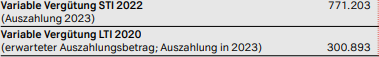 Variable Vergütung STI 2022 771.203
(Auszahlung 2023)
Variable Vergütung LTI 2020
(erwarteter Auszahlungsbetrag; Auszahlung in 2023) 300.893